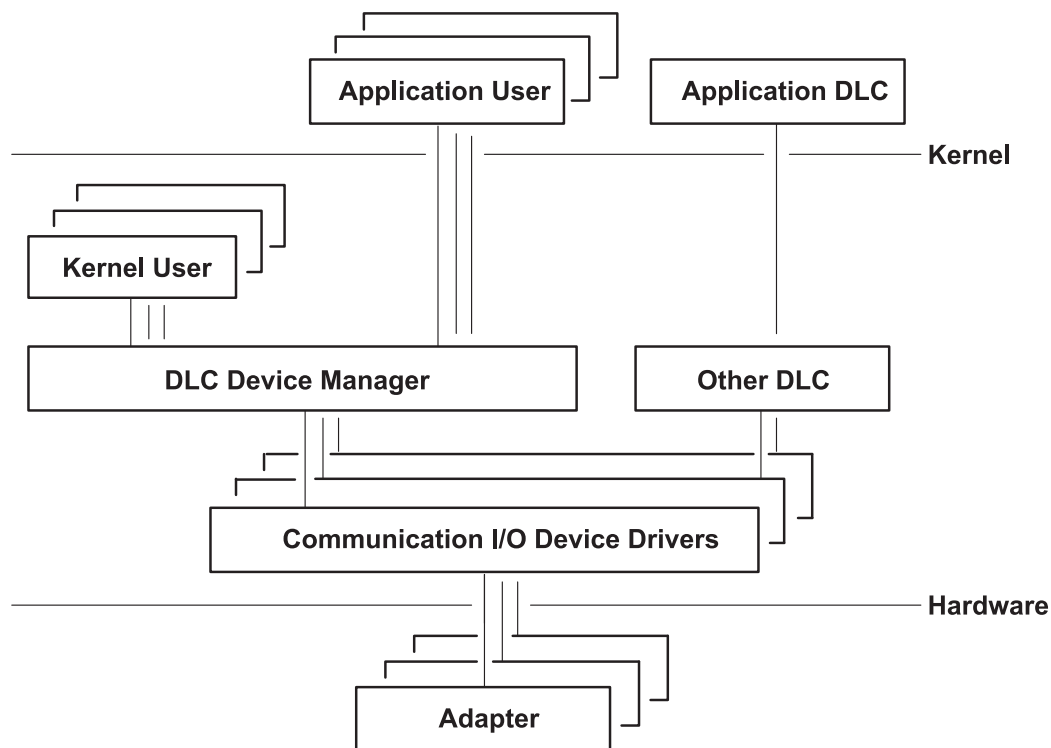 Application User
Application DLC
Kernel
Kernel User
DLC Device Manager
Other DLC
Communication I/O Device Drivers
Hardware
Adapter